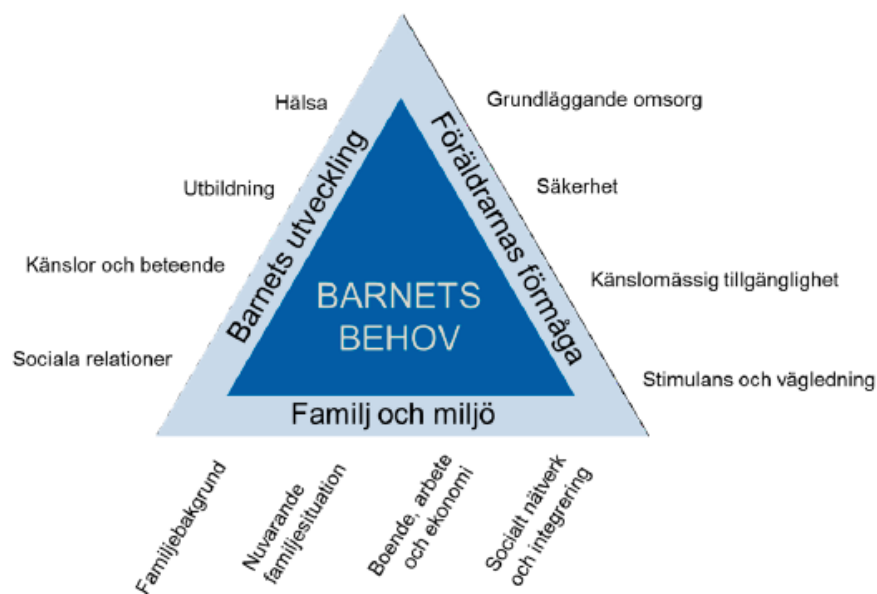 Hälsa
Utbildning
Känslor och beteende
Sociala relationer
Barnets utveckling
BARNETS
BEHOV
Föräldrarnas förmåga
Grundläggande omsorg
Säkerhet
Känslomässig tillgänglighet
Stimulans och vägledning
Familj och miljö
Familjebakgrund
Nuvarande
familjesituation
Boende, arbete
och ekonomi
Socialt nätverk
och integrering